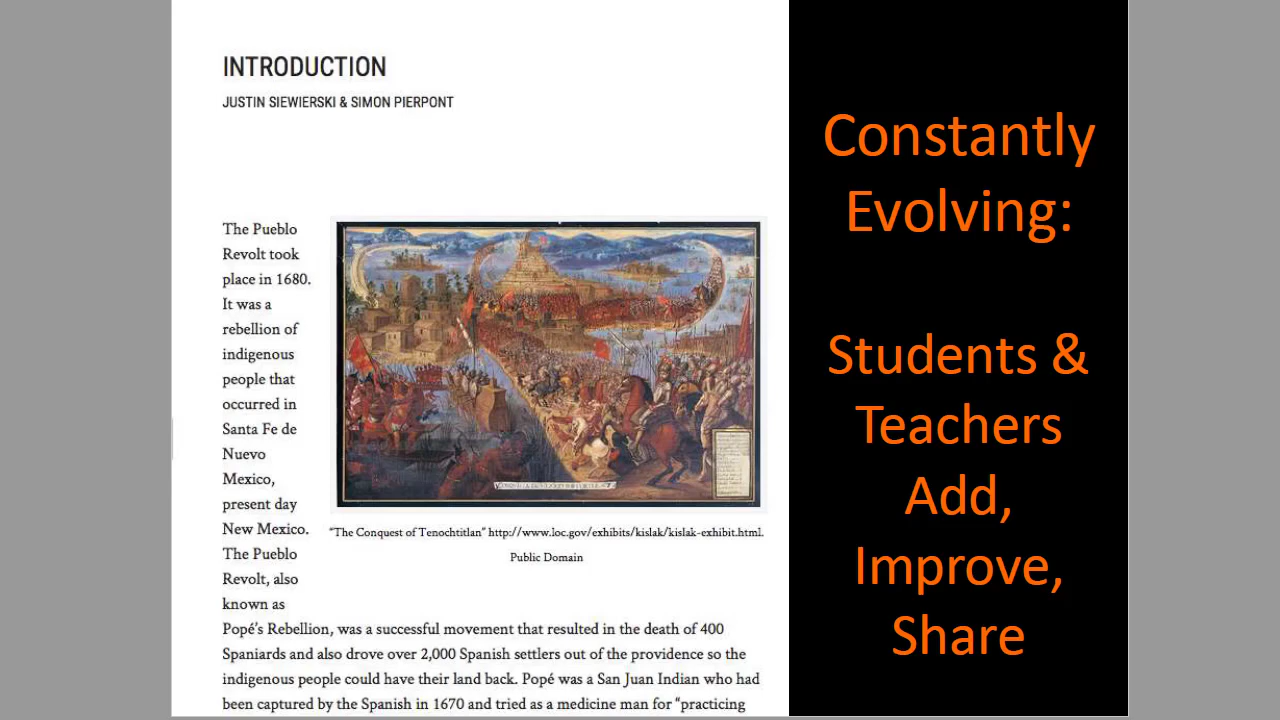 INTRODUCTION
JUSTIN SIEWIERSKI & SIMON PIERPONT
The Pueblo
Revolt took
place in 1680.
It was a
rebellion of
indigenous
people that
occurred in
Santa Fe de
Nuevo
Mexico,
present day
New Mexico.
The Pueblo
Revolt, also
known as
"The Conquest of Tenochtitlan" http://www.loc.gov/exhibits/kislak/kislak-exhibit.html.
Public Domain
Popé's Rebellion, was a successful movement that resulted in the death of 400
Spaniards and also drove over 2,000 Spanish settlers out of the providence so the
indigenous people could have their land back. Popé was a San Juan Indian who had
been captured by the Spanish in 1670 and tried as a medicine man for “practicing
Constantly
Evolving:
Students &
Teachers
Add,
Improve,
Share